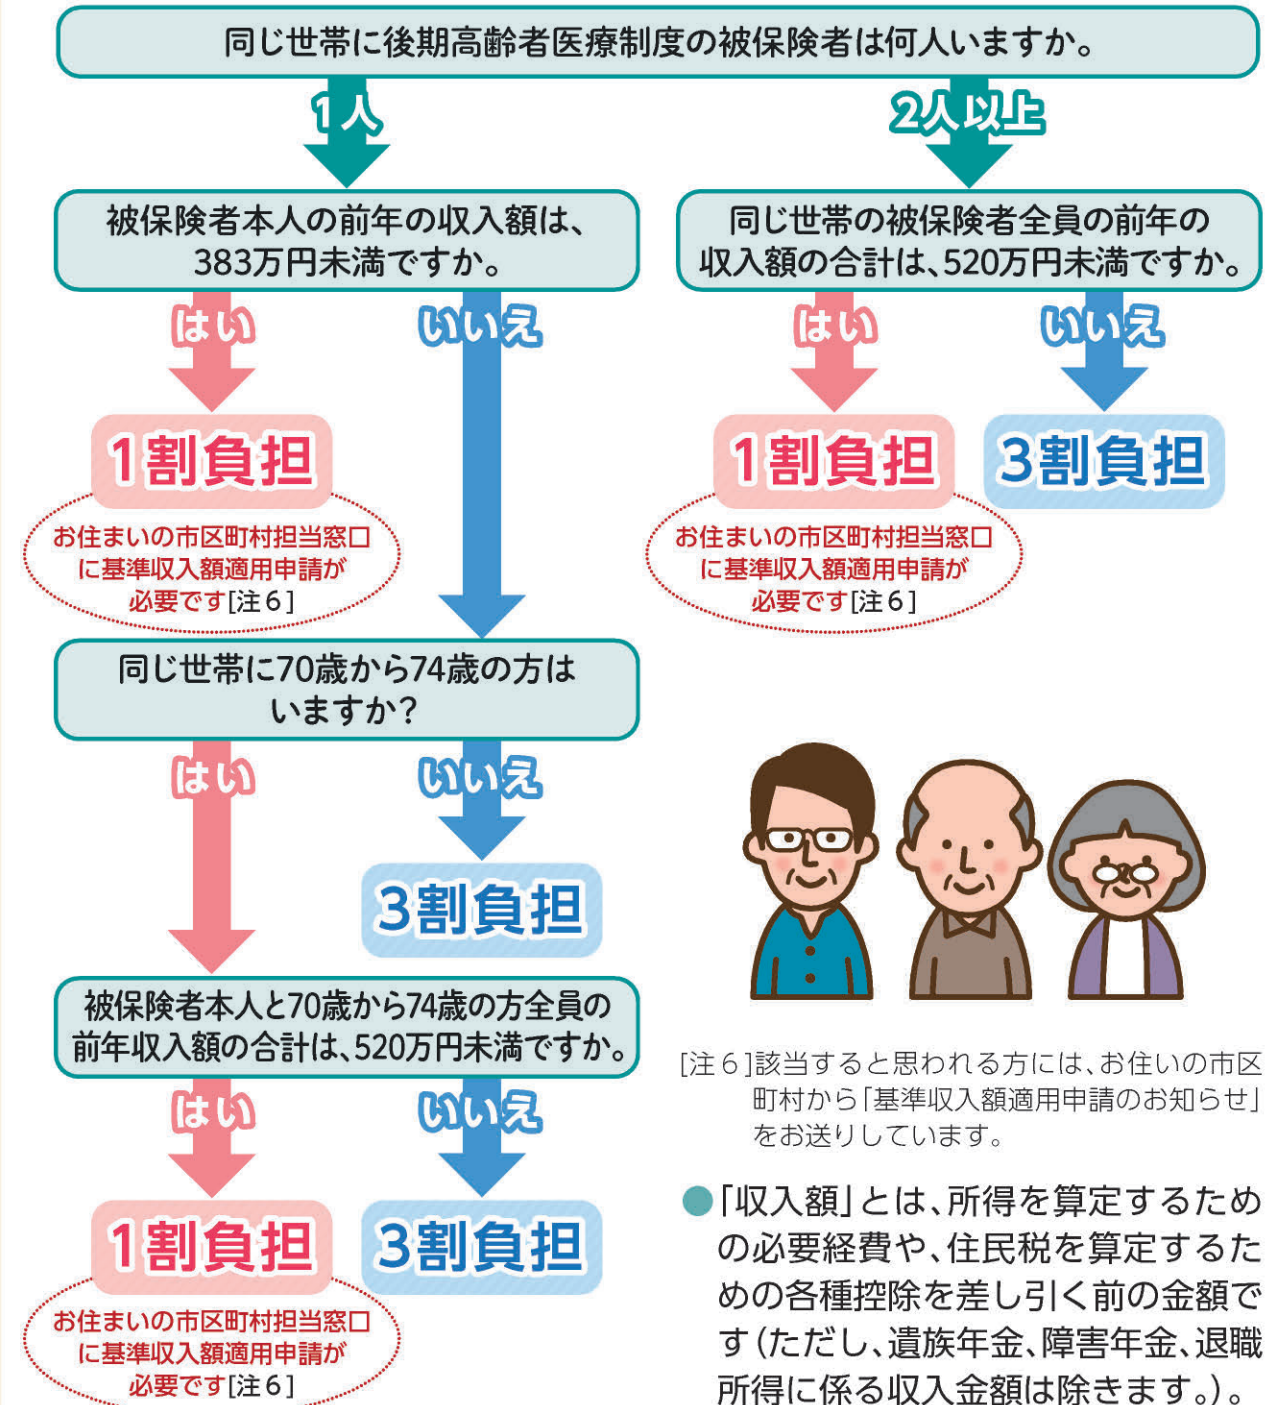 同じ世帯に後期高齢者医療制度の被保険者は何人いますか。
1人
2人以上
被保険者本人の前年の収入額は、
383万円未満ですか。
同じ世帯の被保険者全員の前年の
収入額の合計は、520万円未満ですか。
はい
いいえ
はい
いいえ
1割負担
1割負担
3割負担
お住まいの市区町村担当窓口
に基準収入額適用申請が
必要です[注6]
お住まいの市区町村担当窓口
に基準収入額適用申請が
必要です[注6]
同じ世帯に70歳から74歳の方は
いますか?
はい
いいえ
3割負担
被保険者本人と70歳から74歳の方全員の
前年収入額の合計は、520万円未満ですか。
はい
いいえ
1割負担
3割負担
お住まいの市区町村担当窓口
に基準収入額適用申請が
必要です[注6]
[注6]該当すると思われる方には、お住いの市区
町村から「基準収入額適用申請のお知らせ」
をお送りしています。
●「収入額」とは、所得を算定するため
の必要経費や、住民税を算定するた
めの各種控除を差し引く前の金額で
す(ただし、遺族年金、障害年金、退職
所得に係る収入金額は除きます。)。